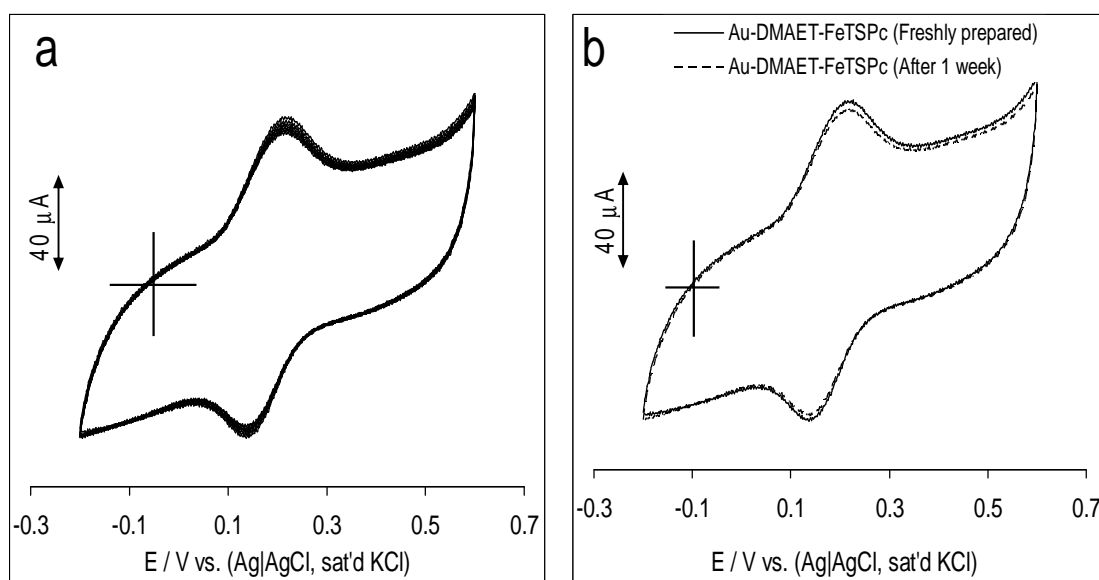 a
40 μA
-0.3 -0.1 0.1 0.3 0.5 0.7
E / V vs. (Ag|AgCl, sat'd KCl)
b
Au-DMAET-FeTSPc (Freshly prepared)
Au-DMAET-FeTSPc (After 1 week)
40 μA
-0.3 -0.1 0.1 0.3 0.5 0.7
E / V vs. (Ag|AgCl, sat'd KCl)